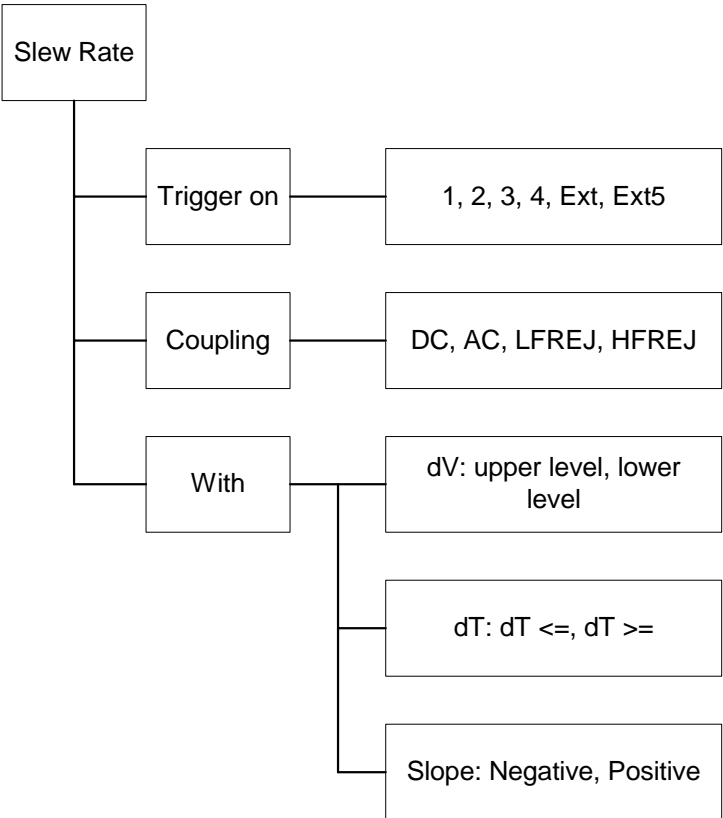 Slew Rate
Trigger on
1, 2, 3, 4, Ext, Ext5
Coupling
DC, AC, LFREJ, HFREJ
With
dV: upper level, lower
level
dT: dT <=, dT >=
Slope: Negative, Positive